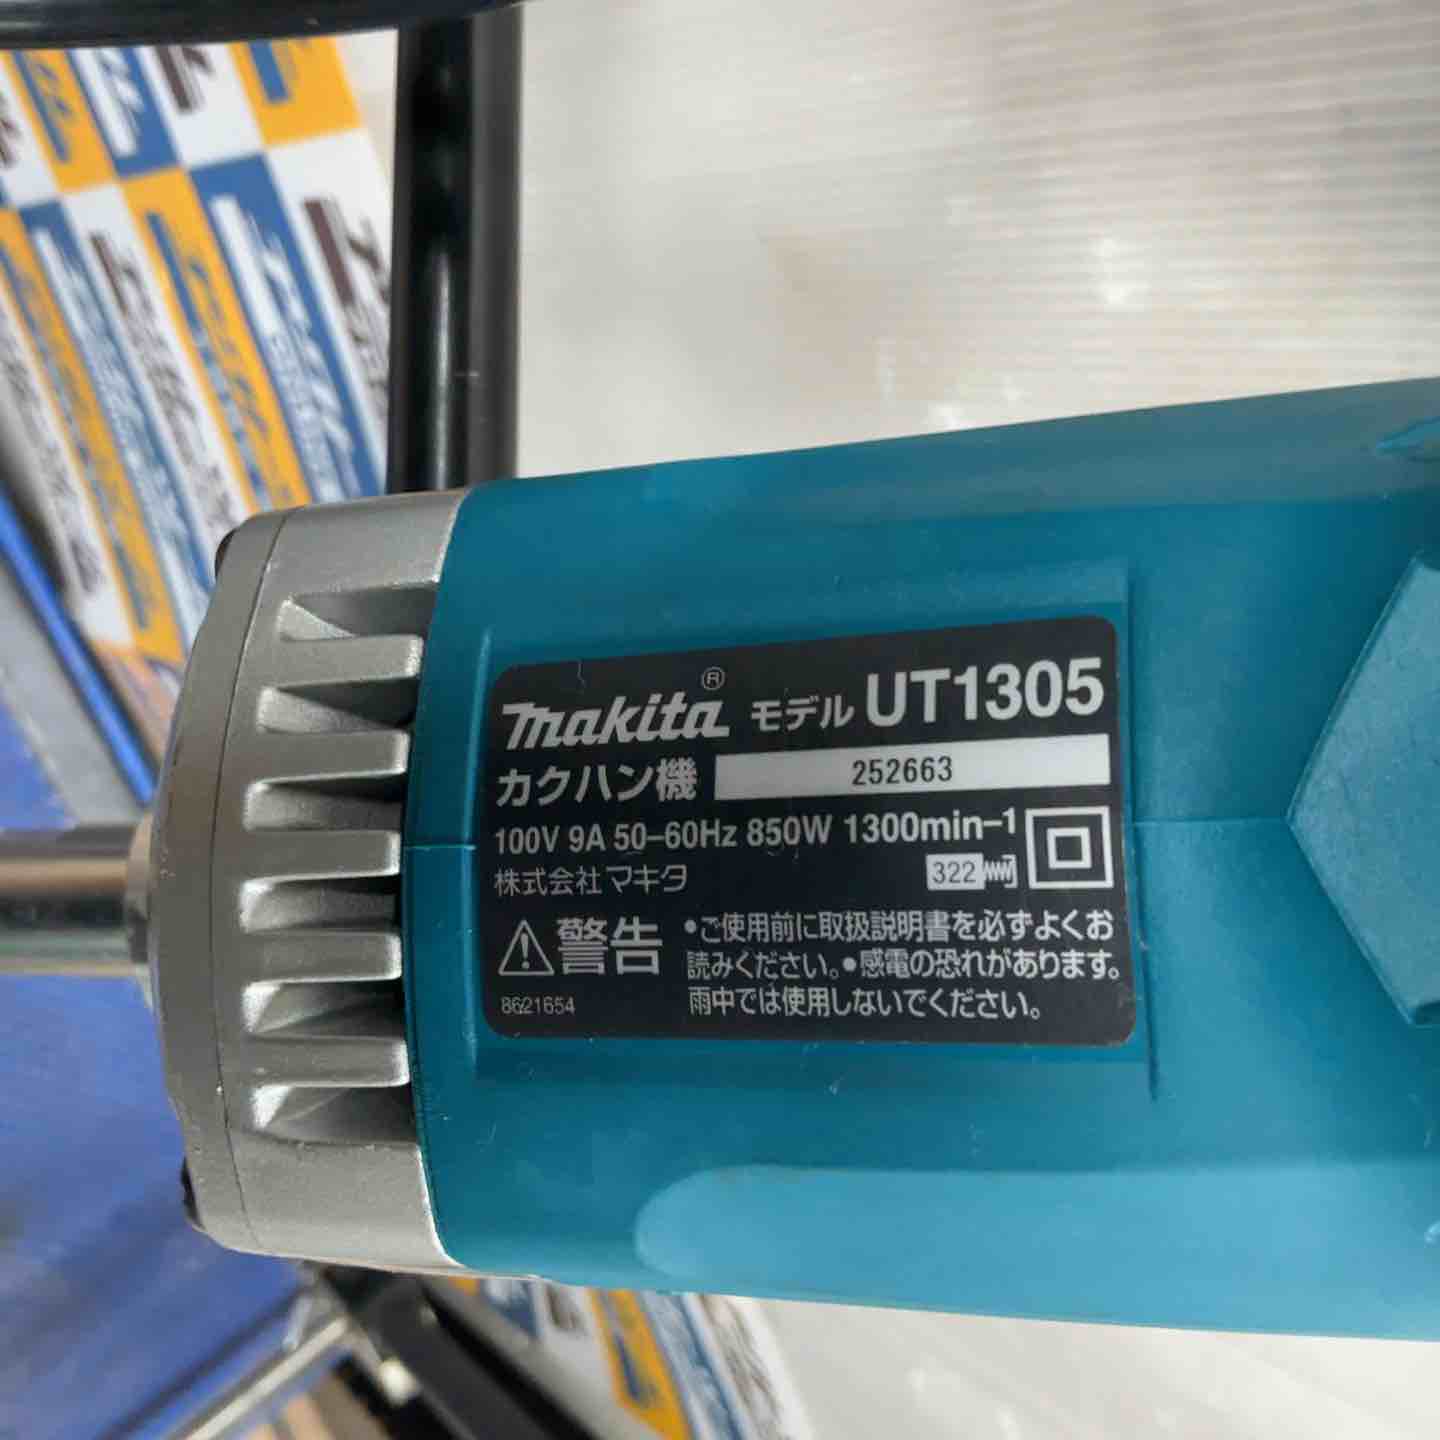 makita® モデル UT1305
カクハン機 252663
100V 9A 50-60Hz 850W 1300min-1
株式会社マキタ 322
警告 •ご使用前に取扱説明書を必ずよくお
読みください。•感電の恐れがあります。
8621654 雨中では使用しないでください。